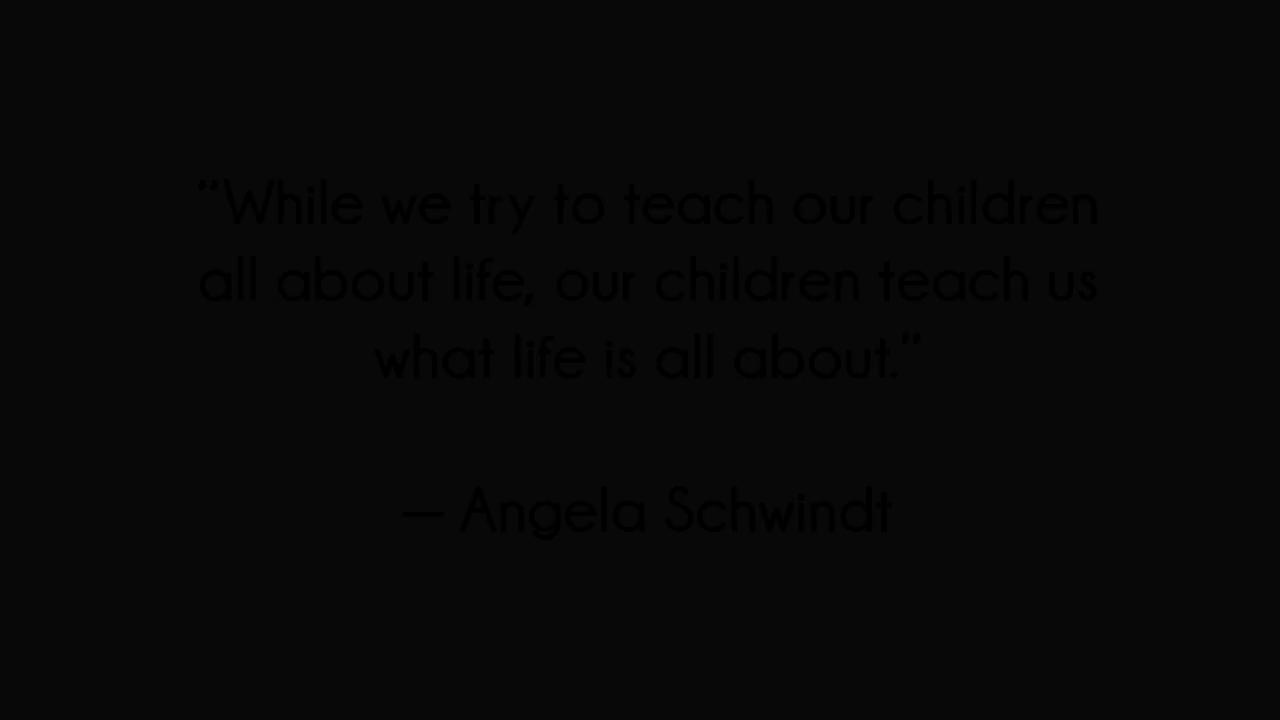 “While we try to teach our children
all about life, our children teach us
what life is all about.”
— Angela Schwindt